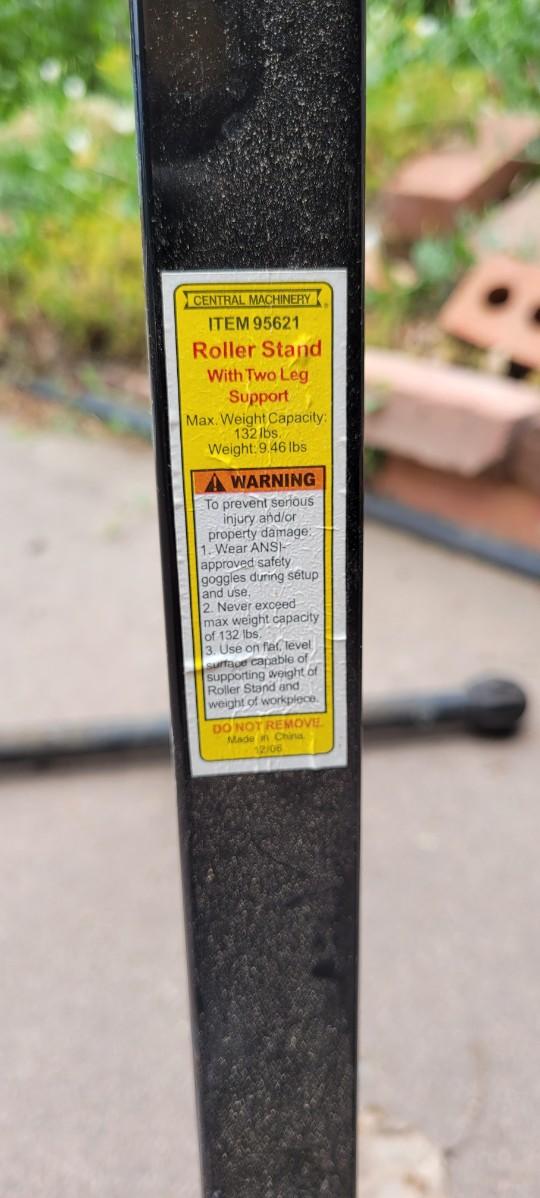 CENTRAL MACHINERY®
ITEM 95621
Roller Stand
With Two Leg
Support
Max. Weight Capacity:
132 lbs.
Weight: 9.46 lbs
WARNING
To prevent serious
injury and/or
property damage:
1. Wear ANSI-
approved safety
goggles during setup
and use.
2. Never exceed
max weight capacity
of 132 lbs.
3. Use on flat, level
surface capable of
supporting weight of
Roller Stand and
weight of workpiece.
DO NOT REMOVE.
Made in China.
12/06